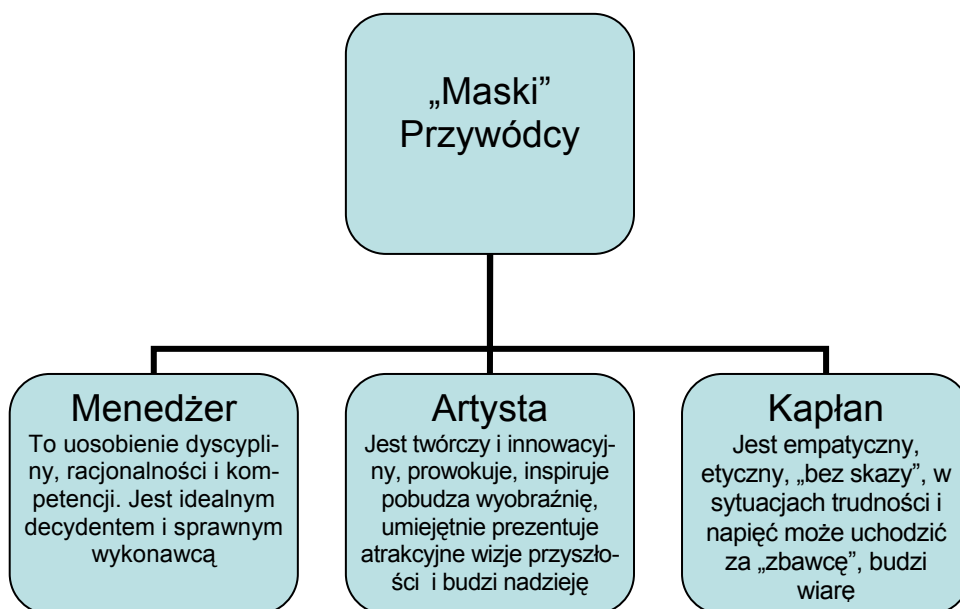 „Maski”
Przywódcy
Menedżer
To uosobienie dyscypli-
ny, racjonalności i kom-
petencji. Jest idealnym
decydentem i sprawnym
wykonawcą
Artysta
Jest twórczy i innowacyj-
ny, prowokuje, inspiruje
pobudza wyobraźnię,
umiejętnie prezentuje
atrakcyjne wizje przyszło-
ści i budzi nadzieję
Kapłan
Jest empatyczny,
etyczny, „bez skazy”, w
sytuacjach trudności i
napięć może uchodzić
za „zbawcę”, budzi
wiarę